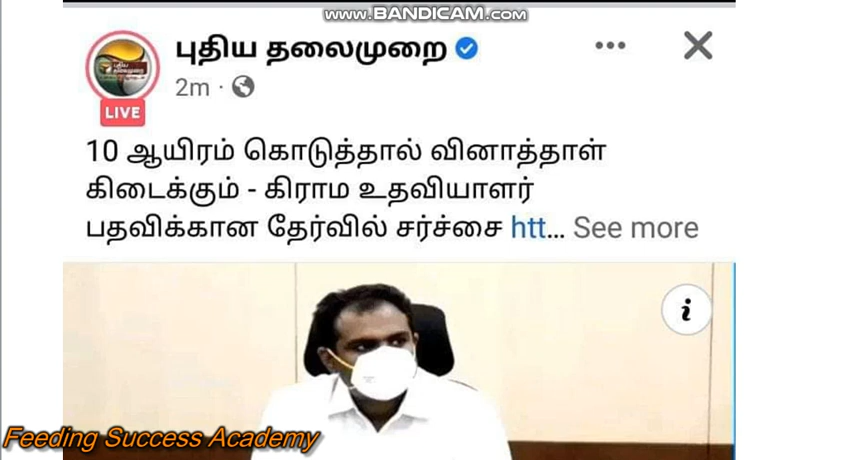 www.BANDICAM.com
புதிய தலைமுறை
2m ·
LIVE
10 ஆயிரம் கொடுத்தால் வினாத்தாள்
கிடைக்கும் - கிராம உதவியாளர்
பதவிக்கான தேர்வில் சர்ச்சை htt... See more
i
Feeding Success Academy